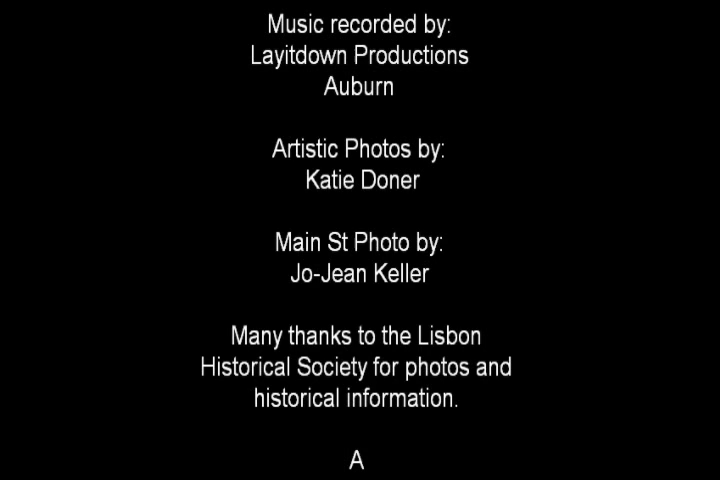 Music recorded by:
Layitdown Productions
Auburn
Artistic Photos by:
Katie Doner
Main St Photo by:
Jo-Jean Keller
Many thanks to the Lisbon
Historical Society for photos and
historical information.
A